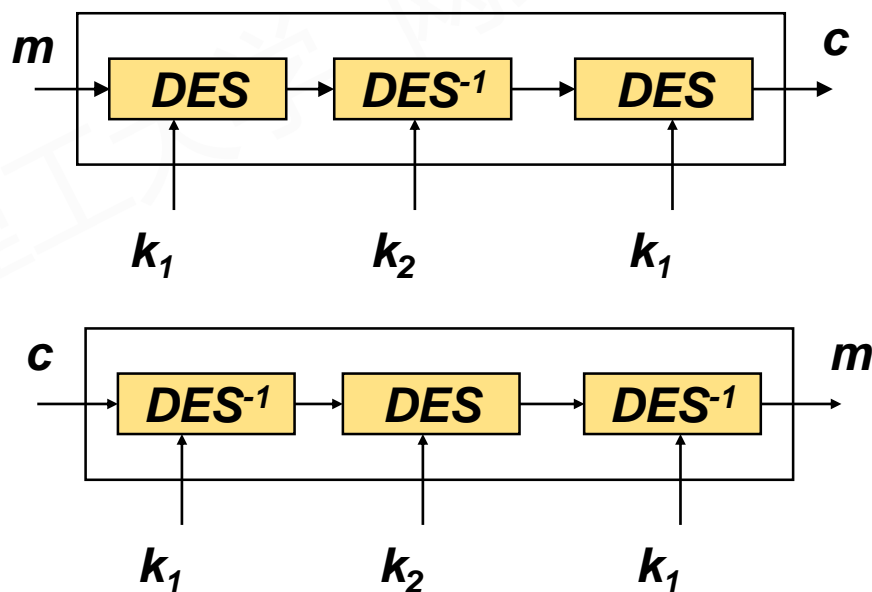 m c
DES DES⁻¹ DES
k₁ k₂ k₁
c m
DES⁻¹ DES DES⁻¹
k₁ k₂ k₁